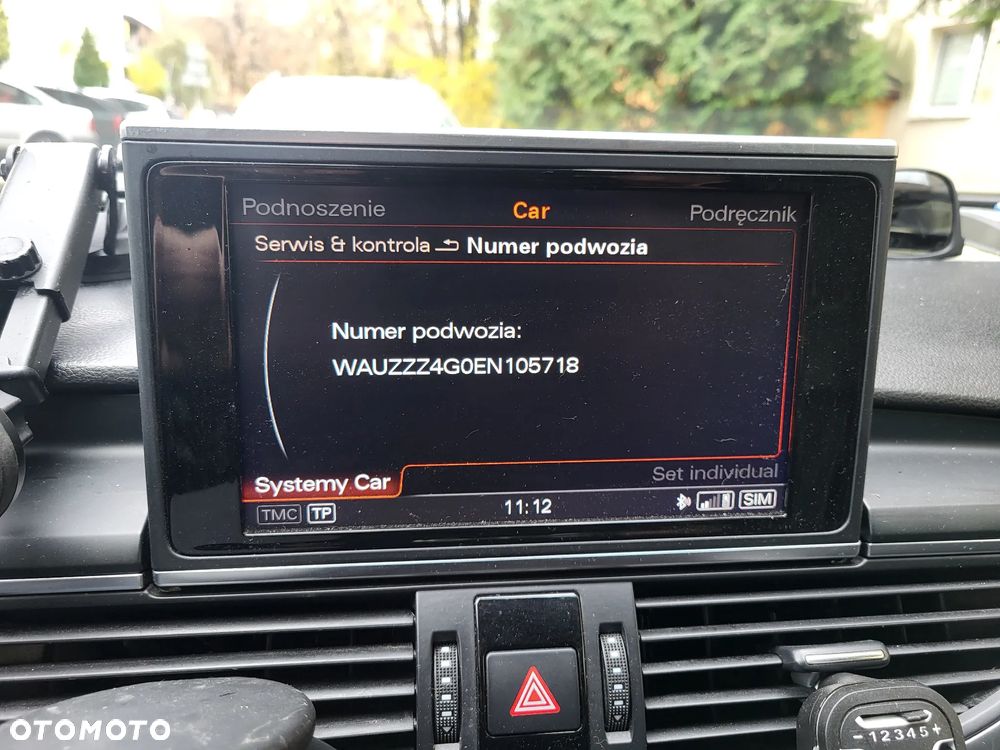 Podnoszenie Car Podręcznik
Serwis & kontrola Numer podwozia
Numer podwozia:
WAUZZZ4G0EN105718
Systemy Car Set individual
TMC TP 11:12 SIM
OTOMOTO
-12345+